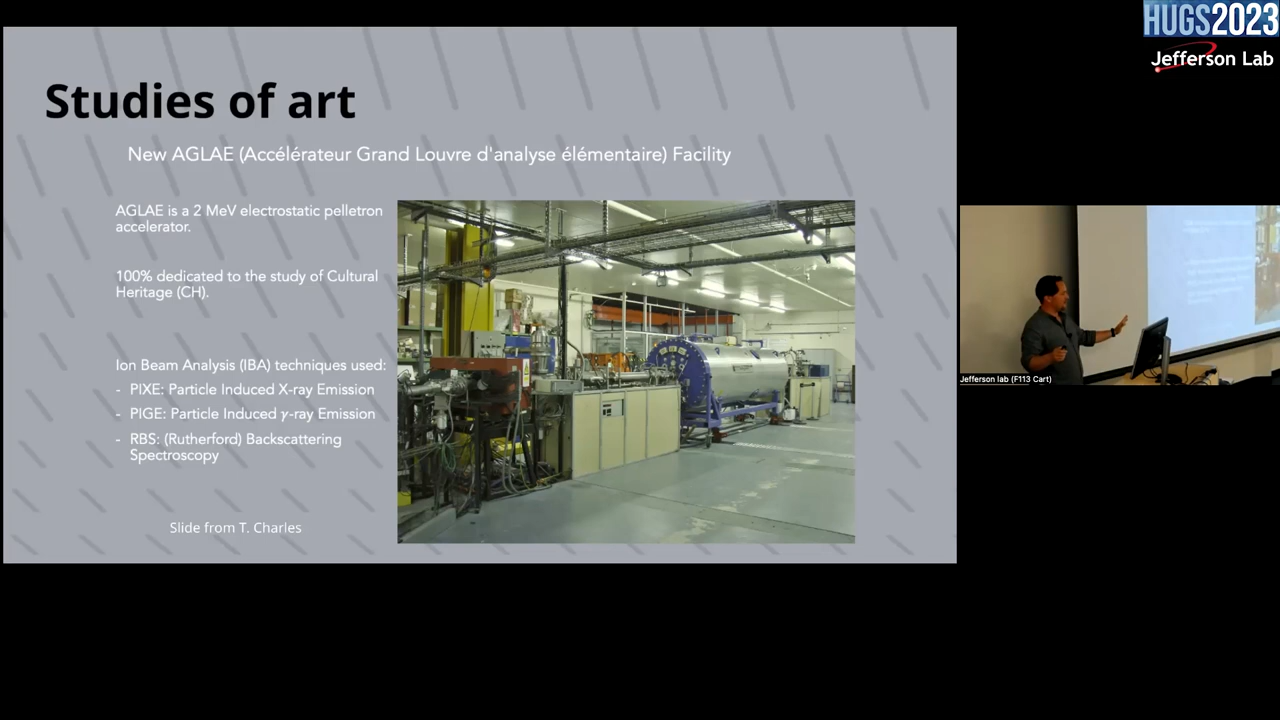 HUGS2023
Jefferson Lab
Studies of art
New AGLAE (Accélérateur Grand Louvre d'analyse élémentaire) Facility
AGLAE is a 2 MeV electrostatic pelletron
accelerator.
100% dedicated to the study of Cultural
Heritage (CH).
Ion Beam Analysis (IBA) techniques used:
- PIXE: Particle Induced X-ray Emission
- PIGE: Particle Induced γ-ray Emission
- RBS: (Rutherford) Backscattering
Spectroscopy
Slide from T. Charles
Jefferson lab (F113 Cart)